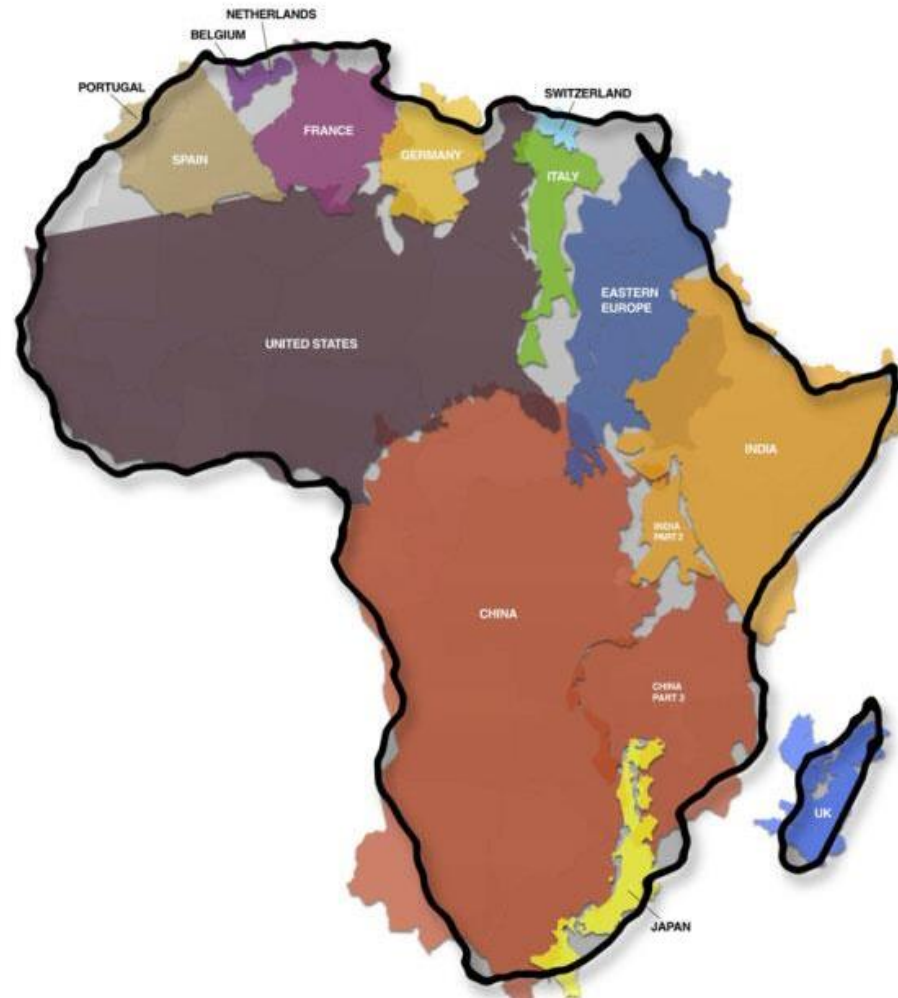 NETHERLANDS
BELGIUM
PORTUGAL
SWITZERLAND
FRANCE
SPAIN
GERMANY
ITALY
EASTERN
EUROPE
UNITED STATES
INDIA
INDIA
PART 2
CHINA
CHINA
PART 2
UK
JAPAN